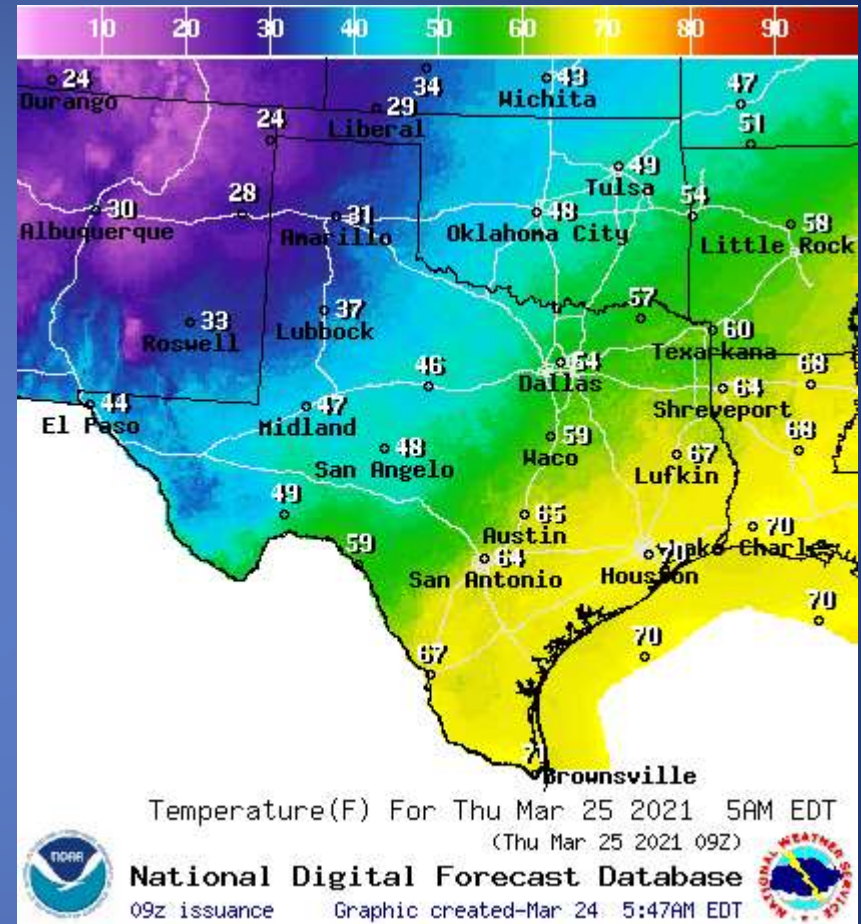 10 20 30 40 50 60 70 80 90
24
Durango
34
43
Wichita
47
29
Liberal
24
51
49
Tulsa
30
Albuquerque
28
31
Amarillo
48
Oklahoma City
54
58
Little Rock
33
Roswell
37
Lubbock
57
60
Texarkana
46
Dallas
64
Shreveport
68
44
El Paso
47
Midland
48
San Angelo
59
Waco
67
Lufkin
68
49
65
Austin
70
Lake Charles
59
64
San Antonio
70
Houston
70
70
67
71
Brownsville
Temperature(F) For Thu Mar 25 2021 5AM EDT
(Thu Mar 25 2021 09Z)
NOAA
National Digital Forecast Database
NATIONAL WEATHER SERVICE
09z issuance Graphic created-Mar 24 5:47AM EDT